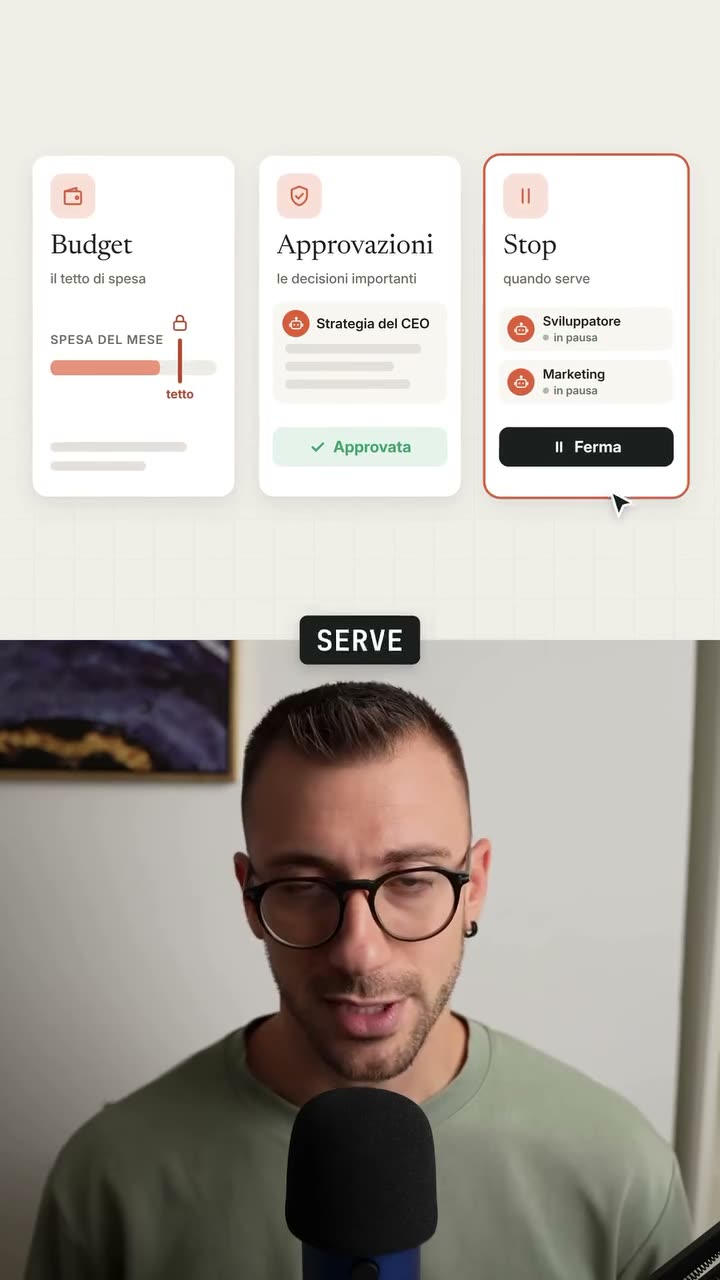 Budget
il tetto di spesa
SPESA DEL MESE
tetto
Approvazioni
le decisioni importanti
Strategia del CEO
Approvata
Stop
quando serve
Sviluppatore
in pausa
Marketing
in pausa
Ferma
SERVE